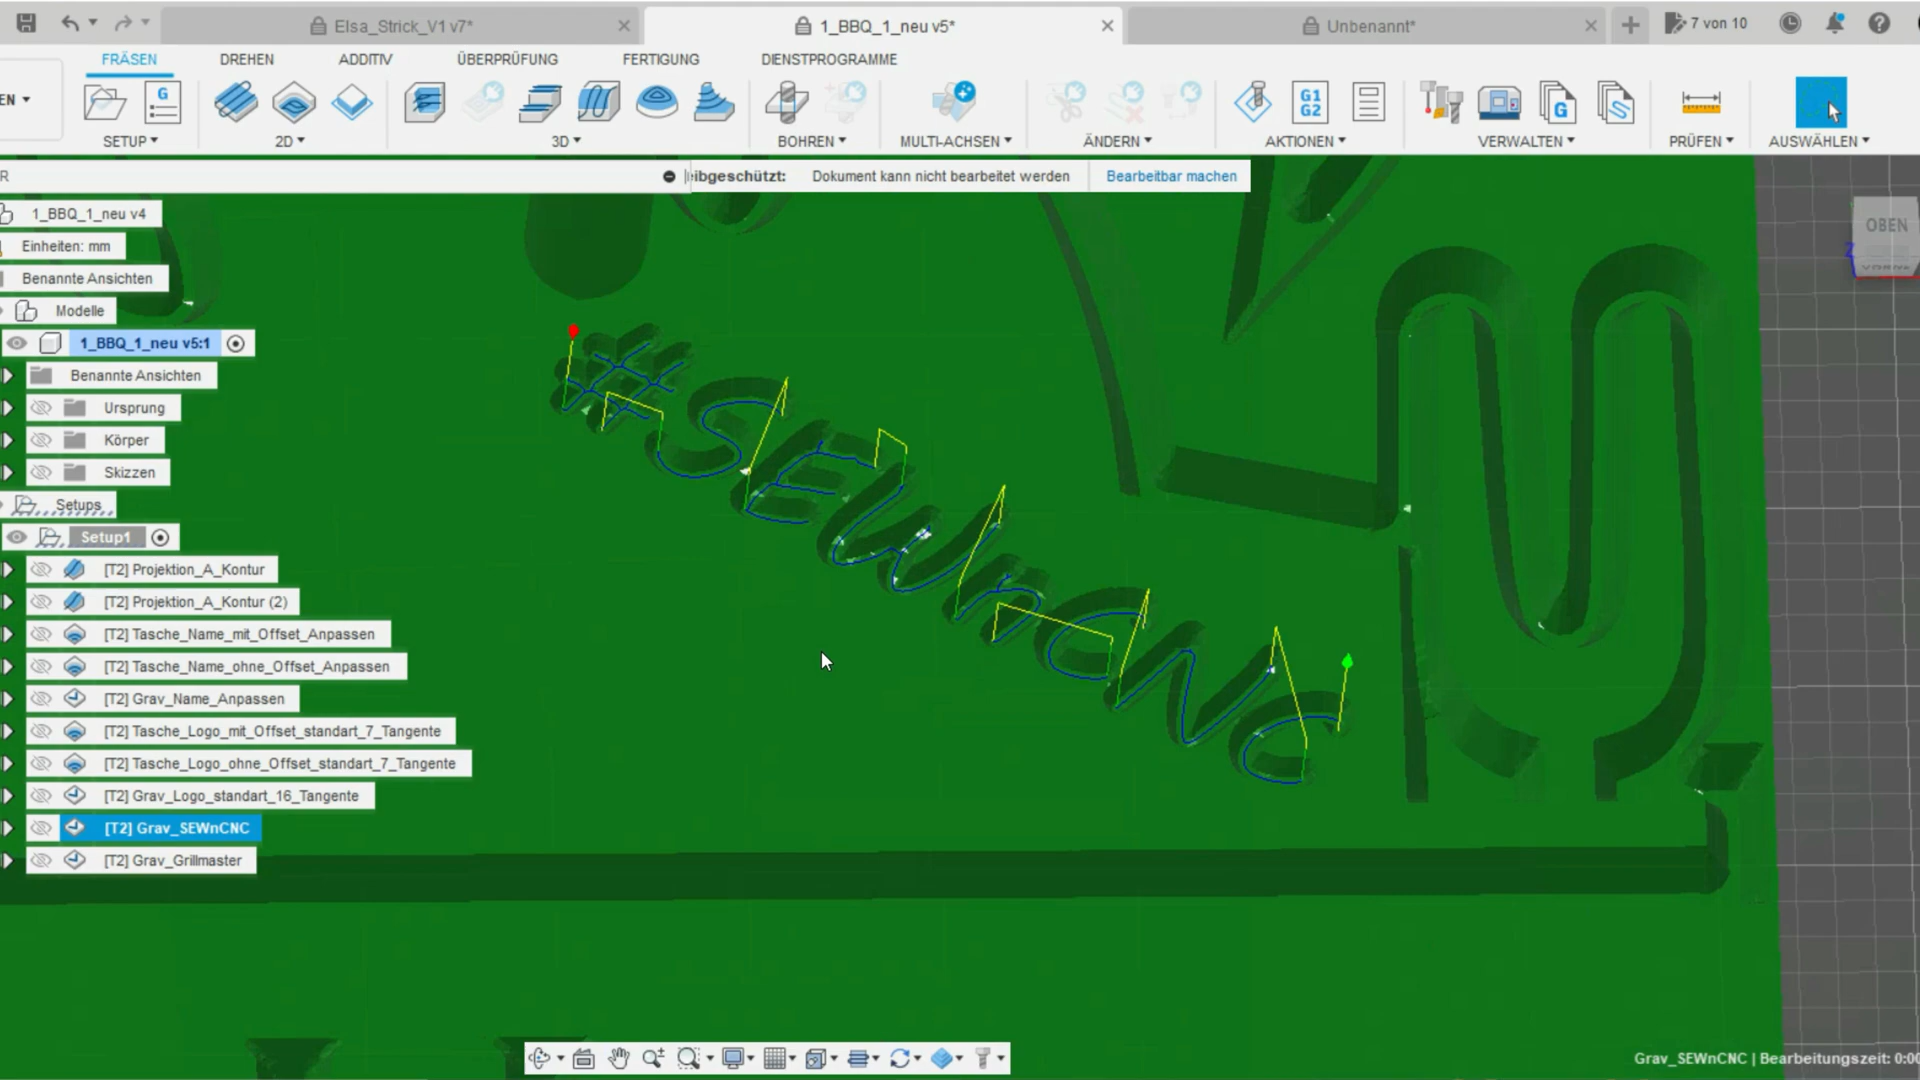 Elsa_Strick_V1 v7*
1_BBQ_1_neu v5*
Unbenannt*
7 von 10
FRÄSEN
DREHEN
ADDITIV
ÜBERPRÜFUNG
FERTIGUNG
DIENSTPROGRAMME
EN
G
G1
G2
G
SETUP
2D
3D
BOHREN
MULTI-ACHSEN
ÄNDERN
AKTIONEN
VERWALTEN
PRÜFEN
AUSWÄHLEN
R
eibgeschützt:
Dokument kann nicht bearbeitet werden
Bearbeitbar machen
OBEN
Z
1_BBQ_1_neu v4
Einheiten: mm
Benannte Ansichten
Modelle
1_BBQ_1_neu v5:1
Benannte Ansichten
Ursprung
Körper
Skizzen
Setups
Setup1
[T2] Projektion_A_Kontur
[T2] Projektion_A_Kontur (2)
[T2] Tasche_Name_mit_Offset_Anpassen
[T2] Tasche_Name_ohne_Offset_Anpassen
[T2] Grav_Name_Anpassen
[T2] Tasche_Logo_mit_Offset_standart_7_Tangente
[T2] Tasche_Logo_ohne_Offset_standart_7_Tangente
[T2] Grav_Logo_standart_16_Tangente
[T2] Grav_SEWnCNC
[T2] Grav_Grillmaster
#SEWnCNC
Grav_SEWnCNC | Bearbeitungszeit: 0:00